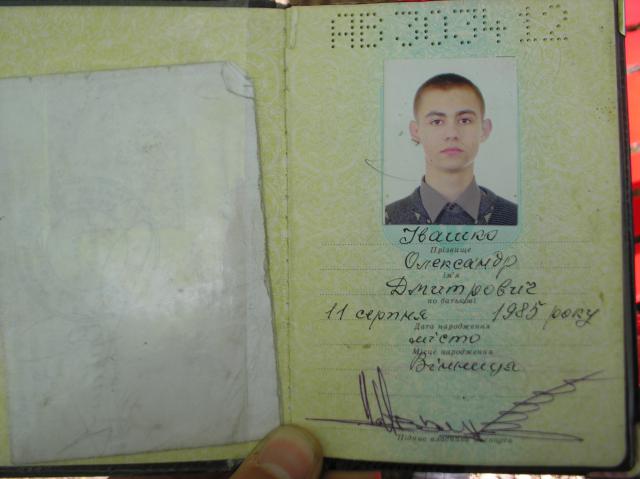 АВ 303412
Івашко
Прізвище
Олександр
Ім'я
Дмитрович
по батькові
11 серпня 1985 року
Дата народження
місто
Місце народження
Вінниця
Підпис власника паспорта